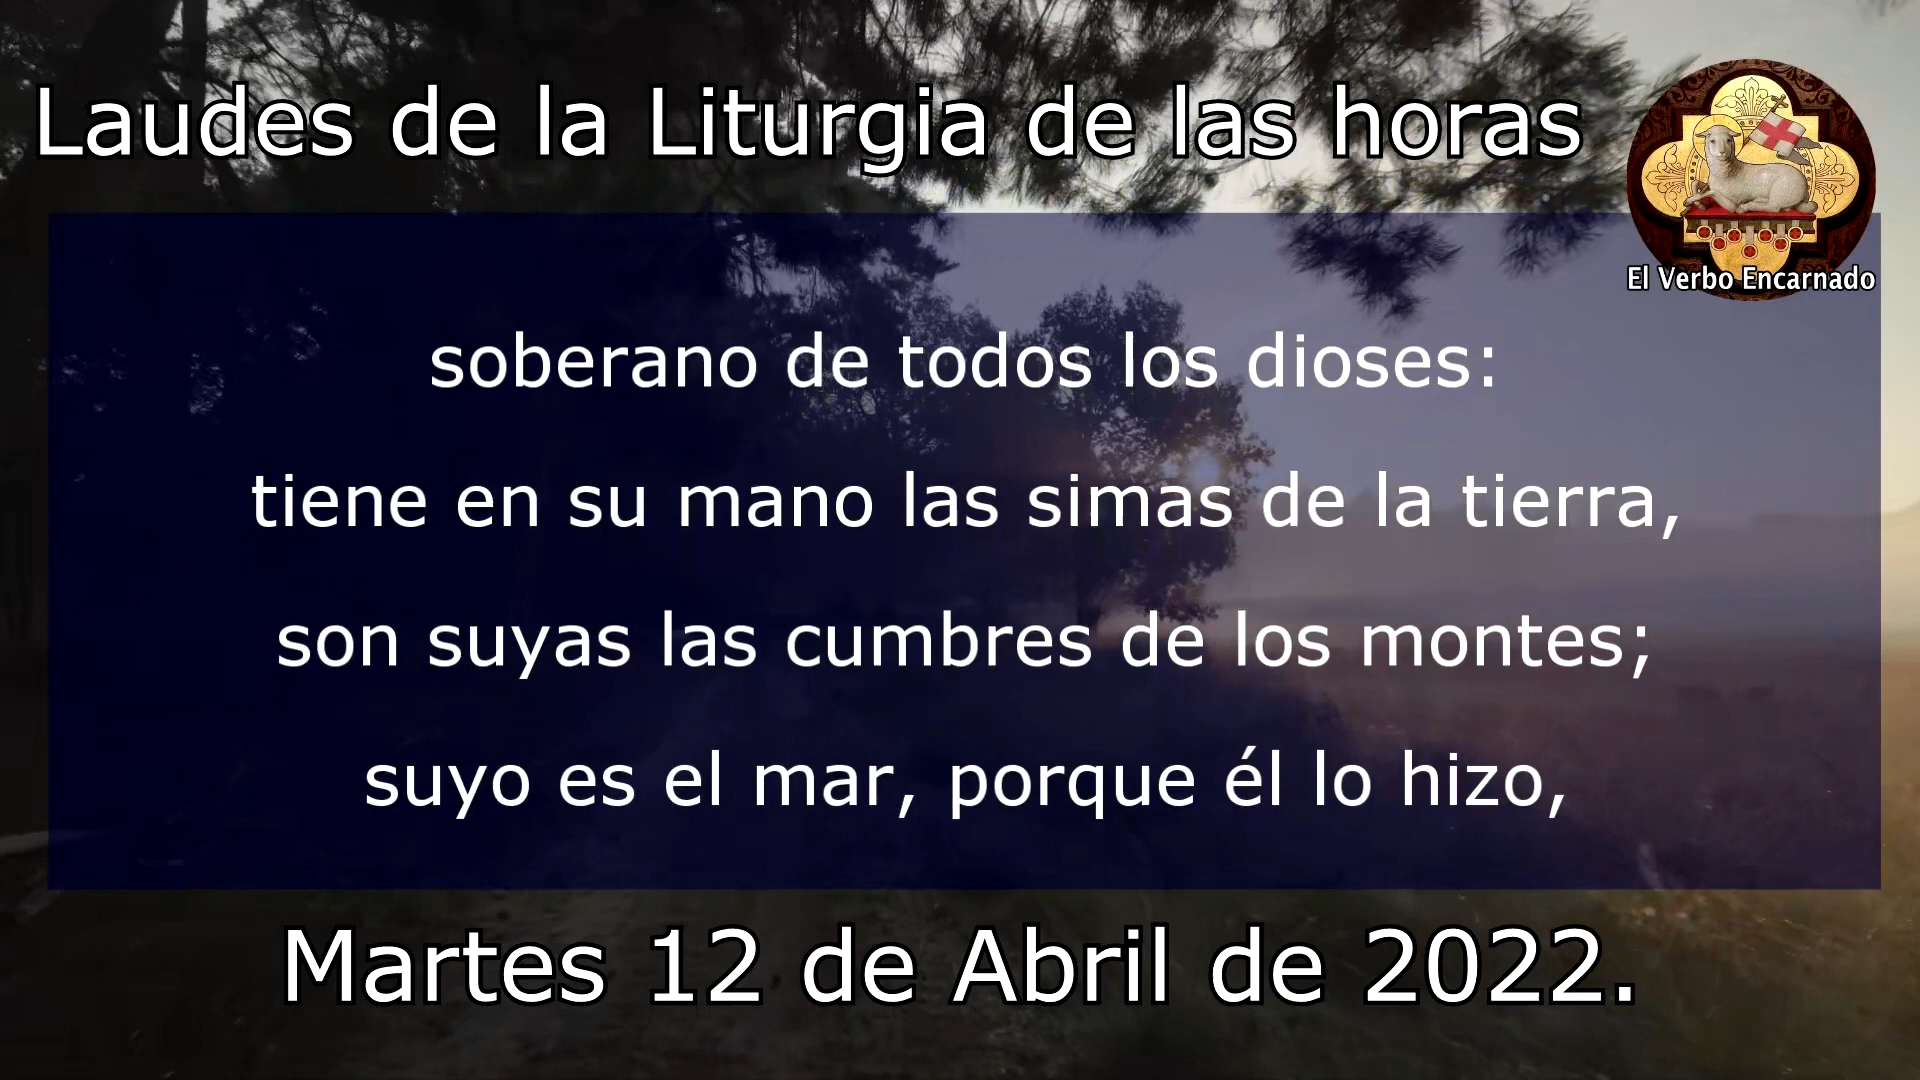 Laudes de la Liturgia de las horas
El Verbo Encarnado
soberano de todos los dioses:
tiene en su mano las simas de la tierra,
son suyas las cumbres de los montes;
suyo es el mar, porque él lo hizo,
Martes 12 de Abril de 2022.